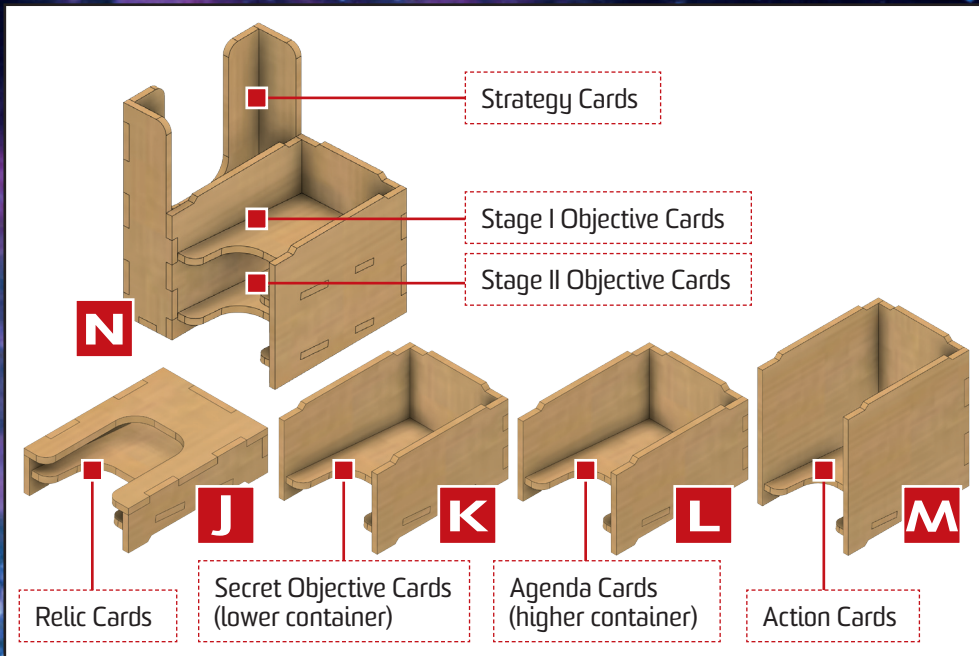 Strategy Cards
Stage I Objective Cards
Stage II Objective Cards
N
J
K
L
M
Relic Cards
Secret Objective Cards
(lower container)
Agenda Cards
(higher container)
Action Cards